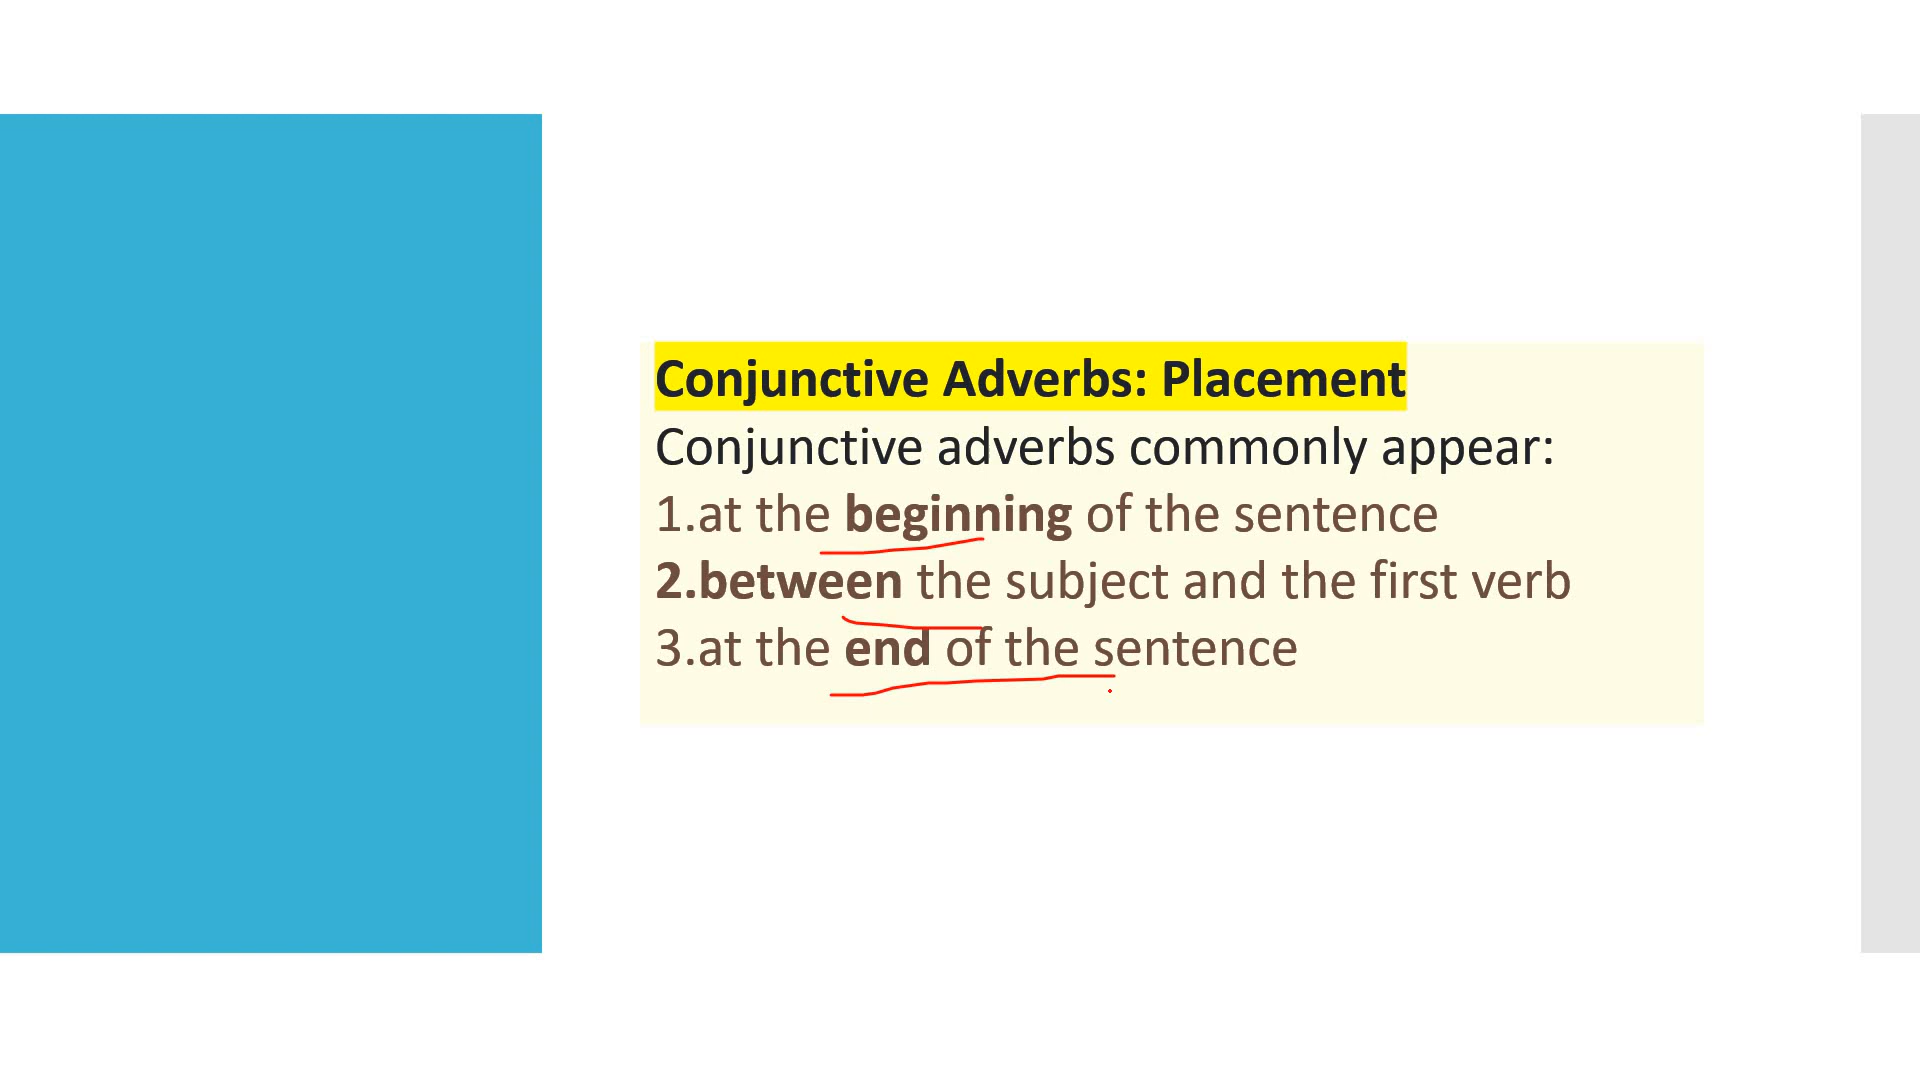 Conjunctive Adverbs: Placement
Conjunctive adverbs commonly appear:
1.at the beginning of the sentence
2.between the subject and the first verb
3.at the end of the sentence